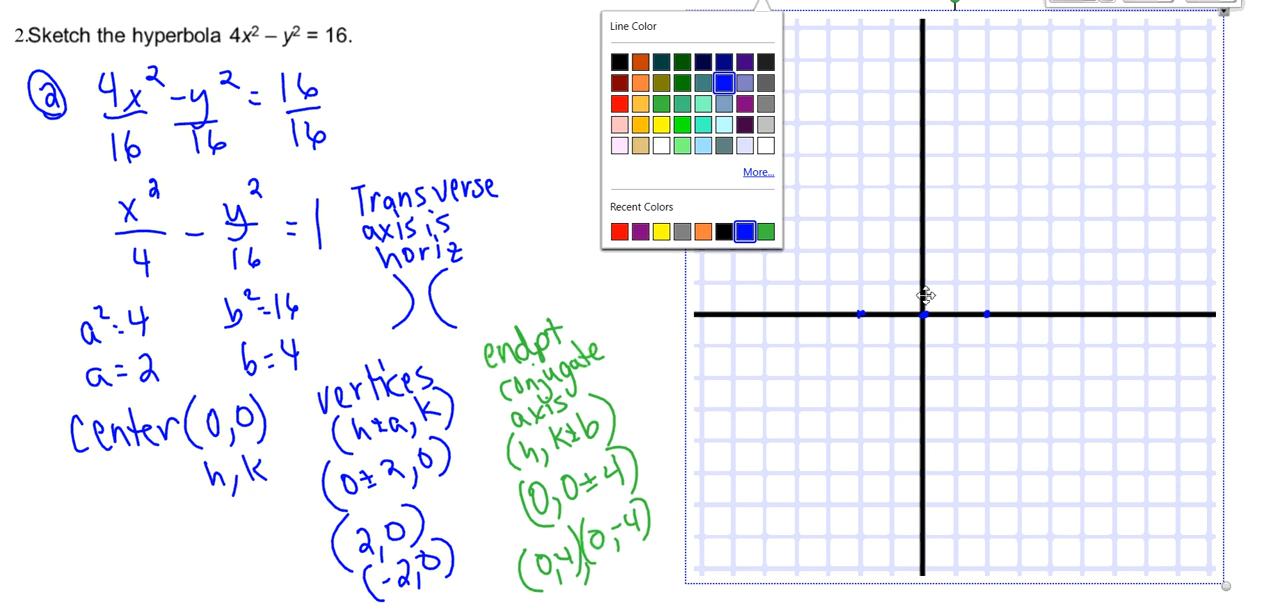 2.Sketch the hyperbola 4x² – y² = 16.
② 4x²/16 - y²/16 = 16/16
x²/4 - y²/16 = 1
Transverse
axis is
horiz
)(
a²=4 b²=16
a=2 b=4
Center(0,0)
h,k
vertices
(h±a, k)
(0±2, 0)
(2,0)
(-2,0)
endpt
conjugate
axis
(h, k±b)
(0, 0±4)
(0,4), (0,-4)
Line Color
More...
Recent Colors